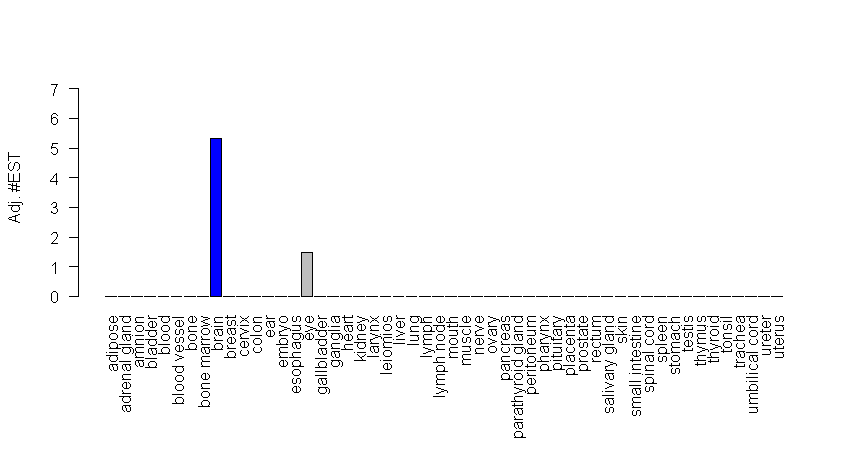 7
6
5
4
3
2
1
0
Adj. #EST
adipose
adrenal gland
amnion
bladder
blood
blood vessel
bone
bone marrow
brain
breast
cervix
colon
ear
embryo
esophagus
eye
gallbladder
ganglia
heart
kidney
larynx
leiomios
liver
lung
lymph
lymph node
mouth
muscle
nerve
ovary
pancreas
parathyroid gland
peritoneum
pharynx
pituitary
placenta
prostate
rectum
salivary gland
skin
small intestine
spinal cord
spleen
stomach
testis
thymus
thyroid
tonsil
trachea
umbilical cord
ureter
uterus